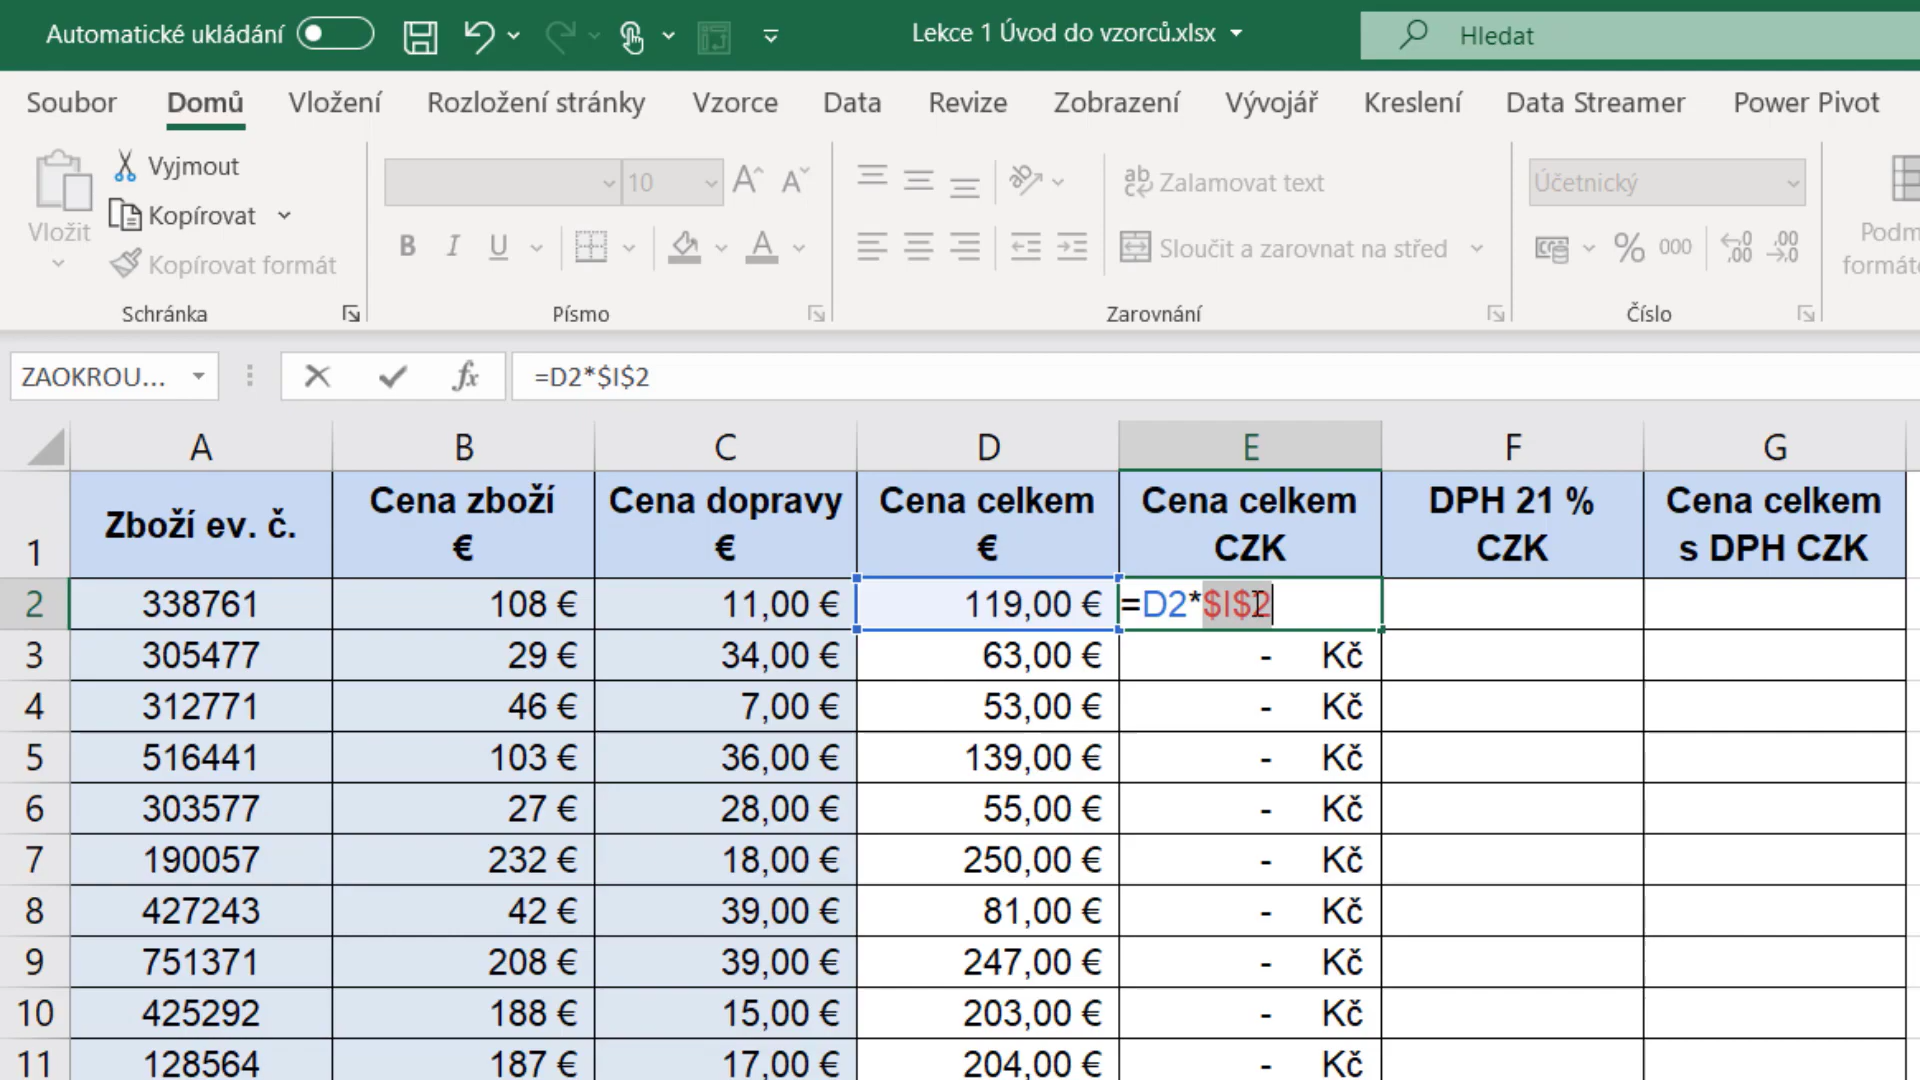 Automatické ukládání
Lekce 1 Úvod do vzorců.xlsx
Hledat
Soubor Domů Vložení Rozložení stránky Vzorce Data Revize Zobrazení Vývojář Kreslení Data Streamer Power Pivot
Vložit
Vyjmout
Kopírovat
Kopírovat formát
Schránka
10
B I U
Písmo
Zalamovat text
Sloučit a zarovnat na střed
Zarovnání
Účetnický
% 000
Číslo
Podm
formát
ZAOKROU...
fx
=D2*$I$2
A B C D E F G
1 Zboží ev. č. Cena zboží € Cena dopravy € Cena celkem € Cena celkem CZK DPH 21 % CZK Cena celkem s DPH CZK
2 338761 108 € 11,00 € 119,00 € =D2*$I$2
3 305477 29 € 34,00 € 63,00 € - Kč
4 312771 46 € 7,00 € 53,00 € - Kč
5 516441 103 € 36,00 € 139,00 € - Kč
6 303577 27 € 28,00 € 55,00 € - Kč
7 190057 232 € 18,00 € 250,00 € - Kč
8 427243 42 € 39,00 € 81,00 € - Kč
9 751371 208 € 39,00 € 247,00 € - Kč
10 425292 188 € 15,00 € 203,00 € - Kč
11 128564 187 € 17,00 € 204,00 € - Kč